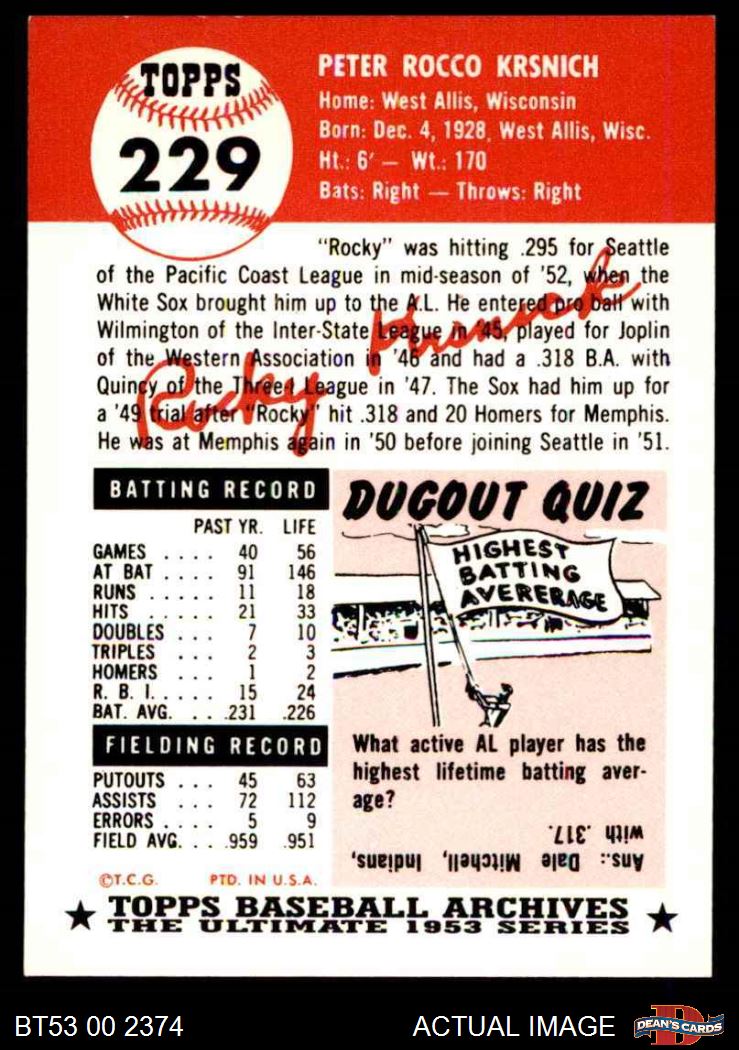 TOPPS
229
PETER ROCCO KRSNICH
Home: West Allis, Wisconsin
Born: Dec. 4, 1928, West Allis, Wisc.
Ht.: 6' — Wt.: 170
Bats: Right — Throws: Right
"Rocky" was hitting .295 for Seattle
of the Pacific Coast League in mid-season of '52, when the
White Sox brought him up to the A.L. He entered pro ball with
Wilmington of the Inter-State League in '45, played for Joplin
of the Western Association in '46 and had a .318 B.A. with
Quincy of the Three-I League in '47. The Sox had him up for
a '49 trial after "Rocky" hit .318 and 20 Homers for Memphis.
He was at Memphis again in '50 before joining Seattle in '51.
Rocky Krsnich
BATTING RECORD
PAST YR. LIFE
GAMES .... 40 56
AT BAT .... 91 146
RUNS .... 11 18
HITS .... 21 33
DOUBLES ... 7 10
TRIPLES ... 2 3
HOMERS ... 1 2
R. B. I. .... 15 24
BAT. AVG. ... .231 .226
FIELDING RECORD
PUTOUTS ... 45 63
ASSISTS ... 72 112
ERRORS .... 5 9
FIELD AVG. ... .959 .951
DUGOUT QUIZ
HIGHEST
BATTING
AVERERAGE
What active AL player has the
highest lifetime batting aver-
age?
Ans.: Dale Mitchell, Indians,
with .317.
©T.C.G. PTD. IN U.S.A.
★ TOPPS BASEBALL ARCHIVES ★
THE ULTIMATE 1953 SERIES
BT53 00 2374 ACTUAL IMAGE
D
DEAN'S CARDS